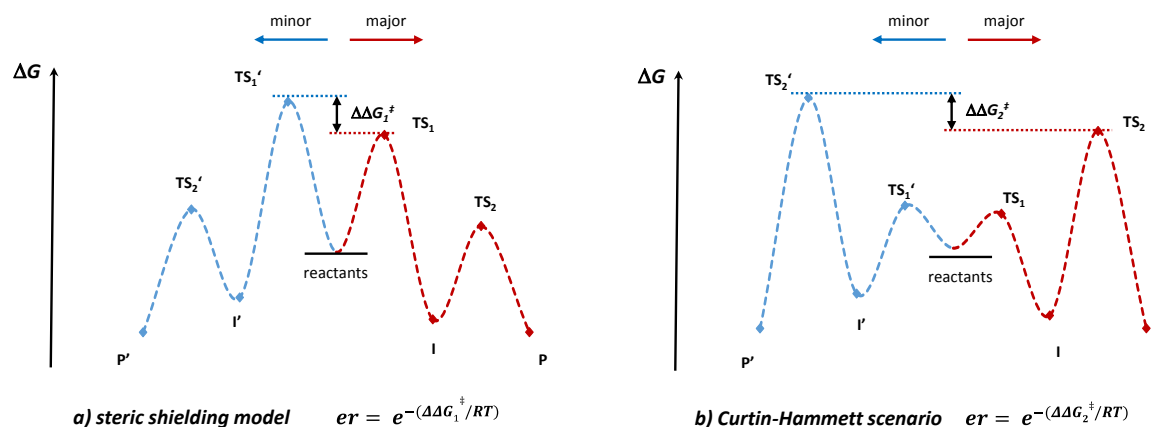 minor major
ΔG
TS₁‘
ΔΔG₁‡
TS₁
TS₂‘
TS₂
reactants
I’
I
P’
P
a) steric shielding model er = e^−(ΔΔG₁‡/RT)
minor major
ΔG
TS₂‘
ΔΔG₂‡
TS₂
TS₁‘
TS₁
reactants
I’
I
P’
b) Curtin-Hammett scenario er = e^−(ΔΔG₂‡/RT)